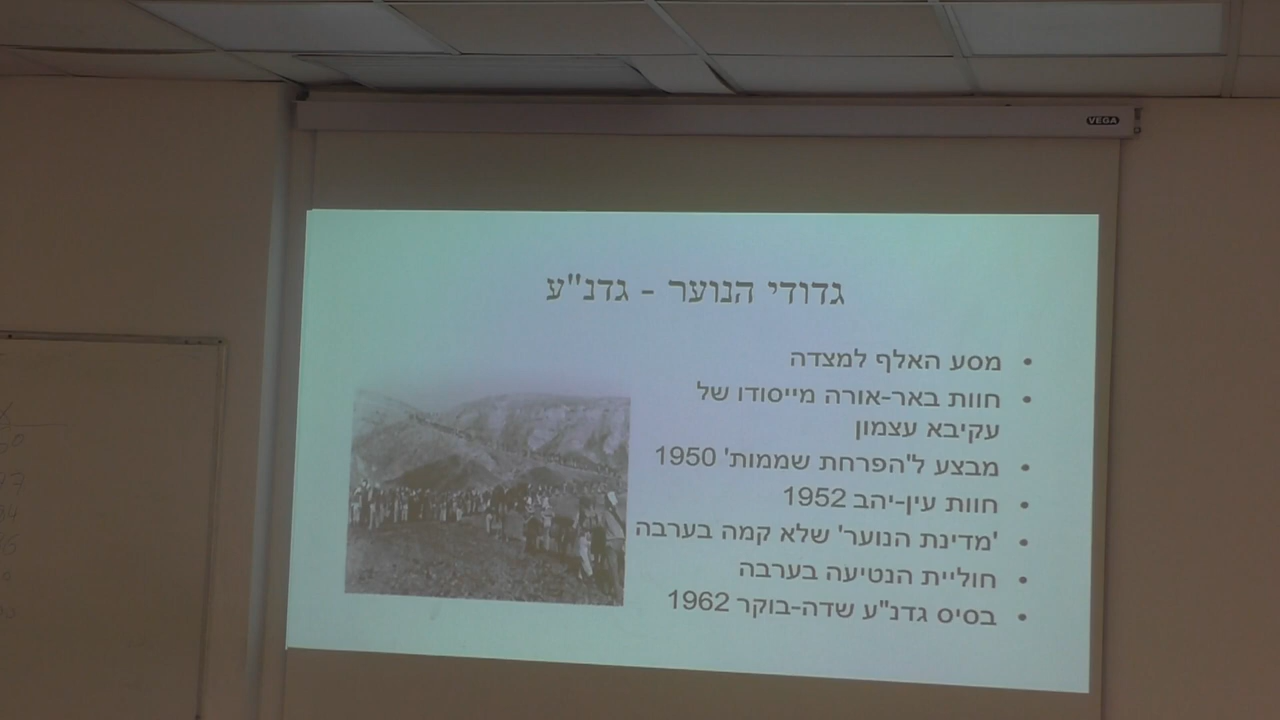 VEGA
גדודי הנוער - גדנ"ע
• מסע האלף למצדה
• חוות באר-אורה מייסודו של
עקיבא עצמון
• מבצע ל'הפרחת שממות' 1950
• חוות עין-יהב 1952
• 'מדינת הנוער' שלא קמה בערבה
• חוליית הנטיעה בערבה
• בסיס גדנ"ע שדה-בוקר 1962